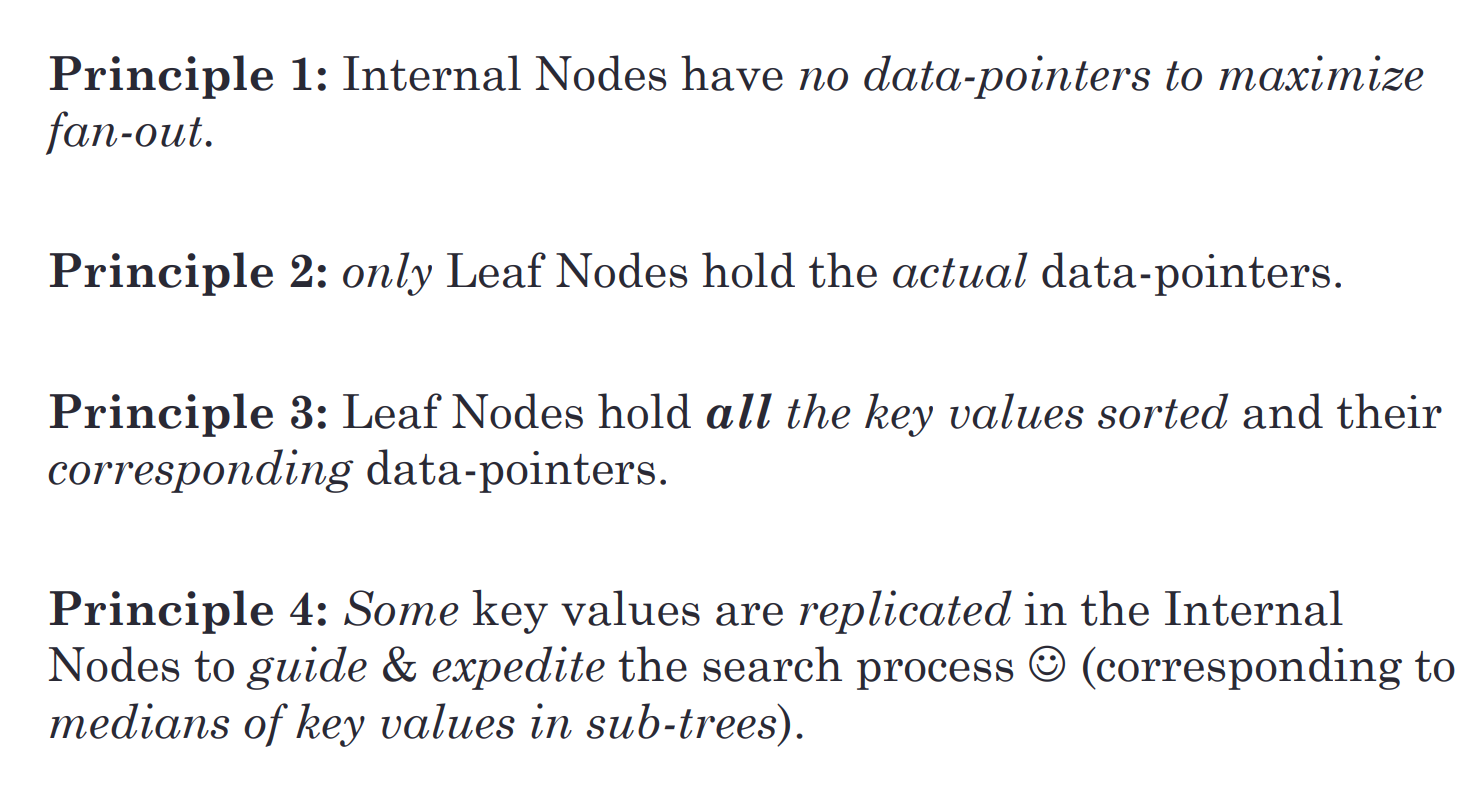 Principle 1: Internal Nodes have no data-pointers to maximize
fan-out.
Principle 2: only Leaf Nodes hold the actual data-pointers.
Principle 3: Leaf Nodes hold all the key values sorted and their
corresponding data-pointers.
Principle 4: Some key values are replicated in the Internal
Nodes to guide & expedite the search process ☺ (corresponding to
medians of key values in sub-trees).